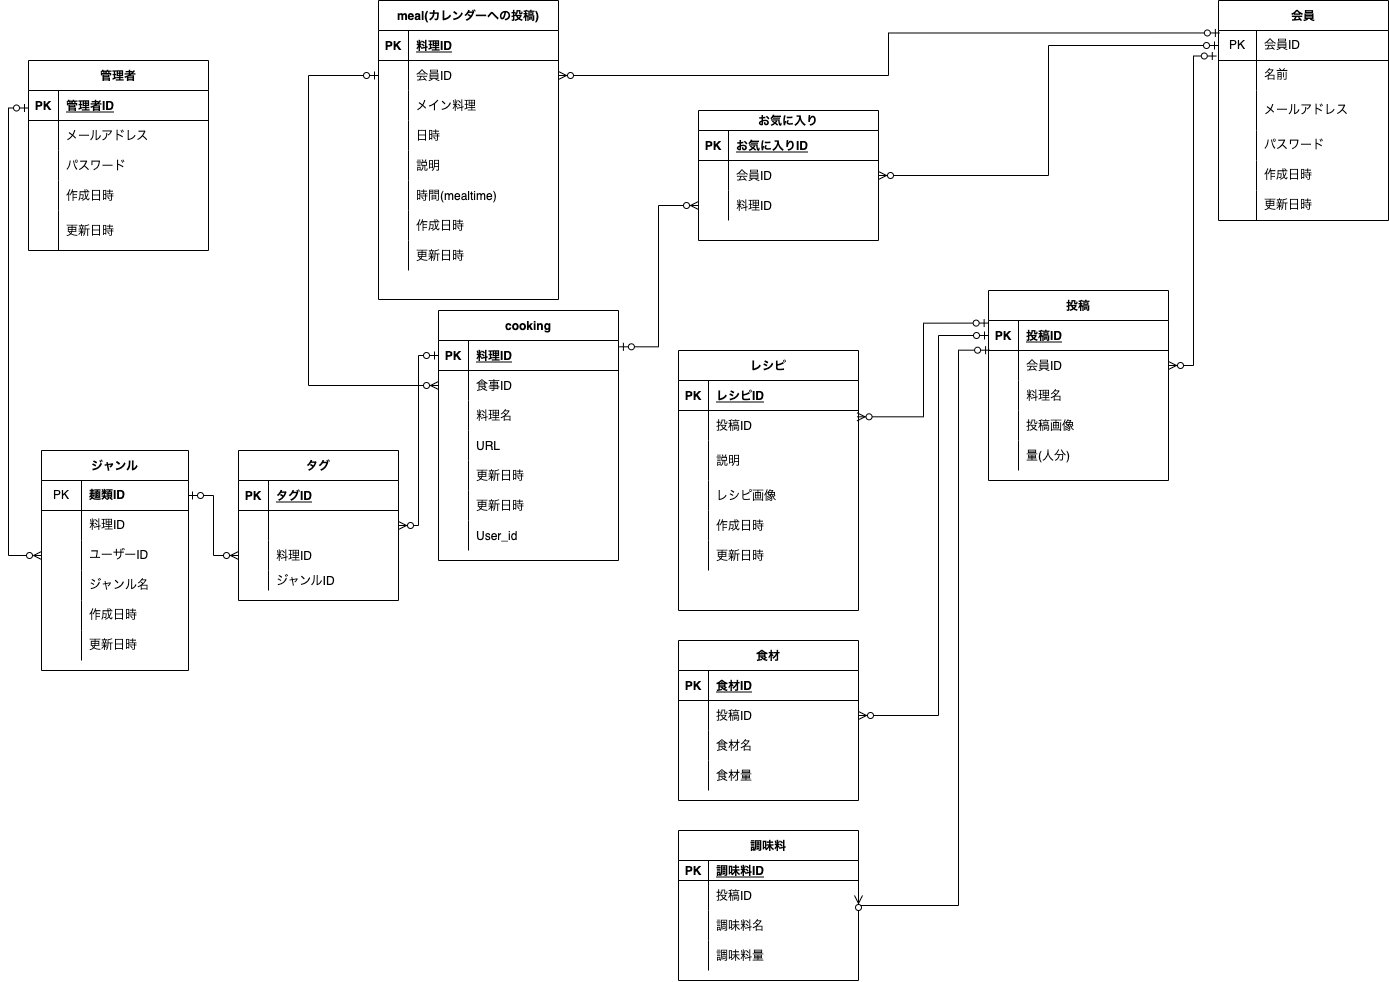 meal(カレンダーへの投稿)
PK 料理ID
会員ID
メイン料理
日時
説明
時間(mealtime)
作成日時
更新日時
会員
PK 会員ID
名前
メールアドレス
パスワード
作成日時
更新日時
管理者
PK 管理者ID
メールアドレス
パスワード
作成日時
更新日時
お気に入り
PK お気に入りID
会員ID
料理ID
cooking
PK 料理ID
食事ID
料理名
URL
更新日時
更新日時
User_id
投稿
PK 投稿ID
会員ID
料理名
投稿画像
量(人分)
レシピ
PK レシピID
投稿ID
説明
レシピ画像
作成日時
更新日時
ジャンル
PK 麺類ID
料理ID
ユーザーID
ジャンル名
作成日時
更新日時
タグ
PK タグID
料理ID
ジャンルID
食材
PK 食材ID
投稿ID
食材名
食材量
調味料
PK 調味料ID
投稿ID
調味料名
調味料量